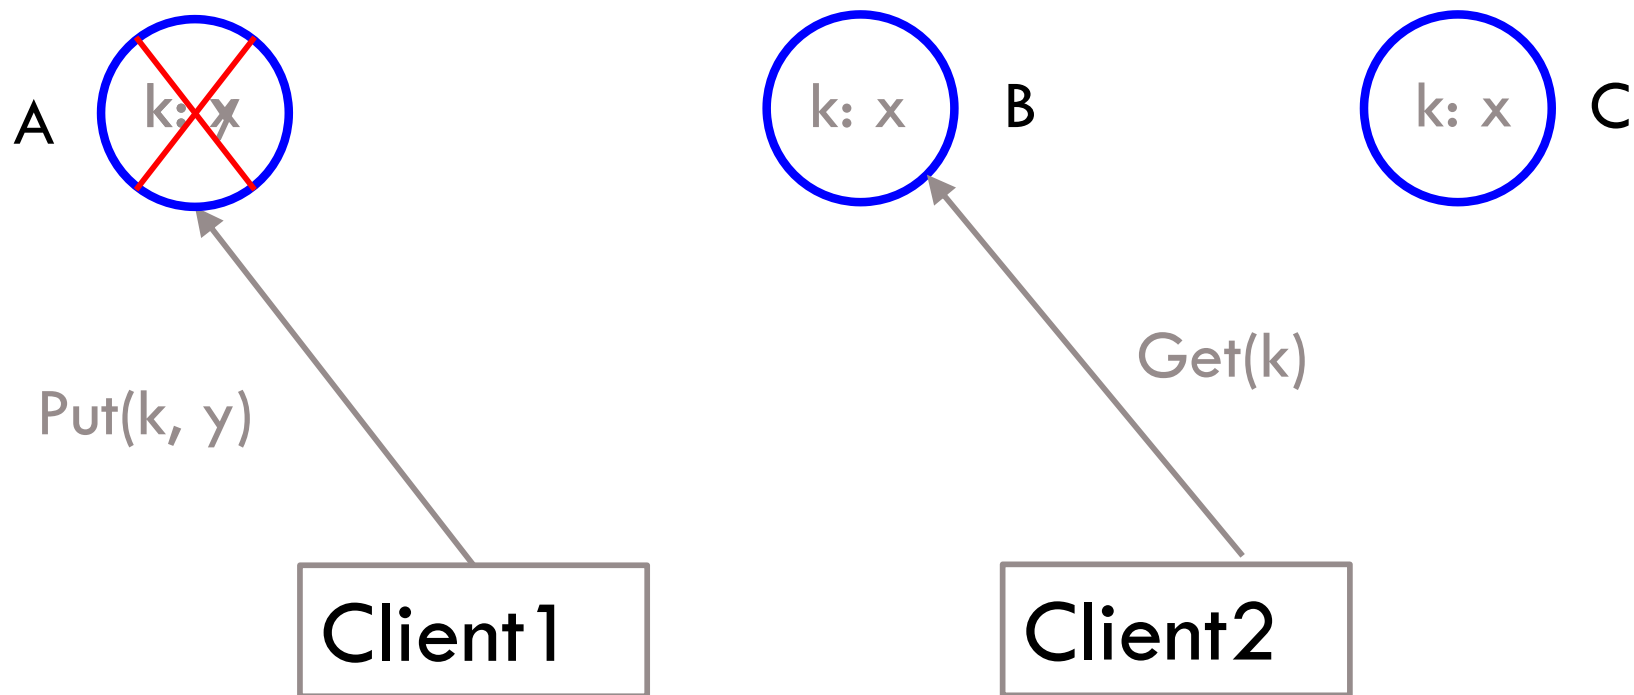 A
k:
k: x
B
k: x
C
Get(k)
Put(k, y)
Client1
Client2